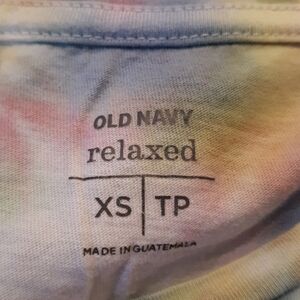 OLD NAVY
relaxed
XS | TP
MADE IN GUATEMALA